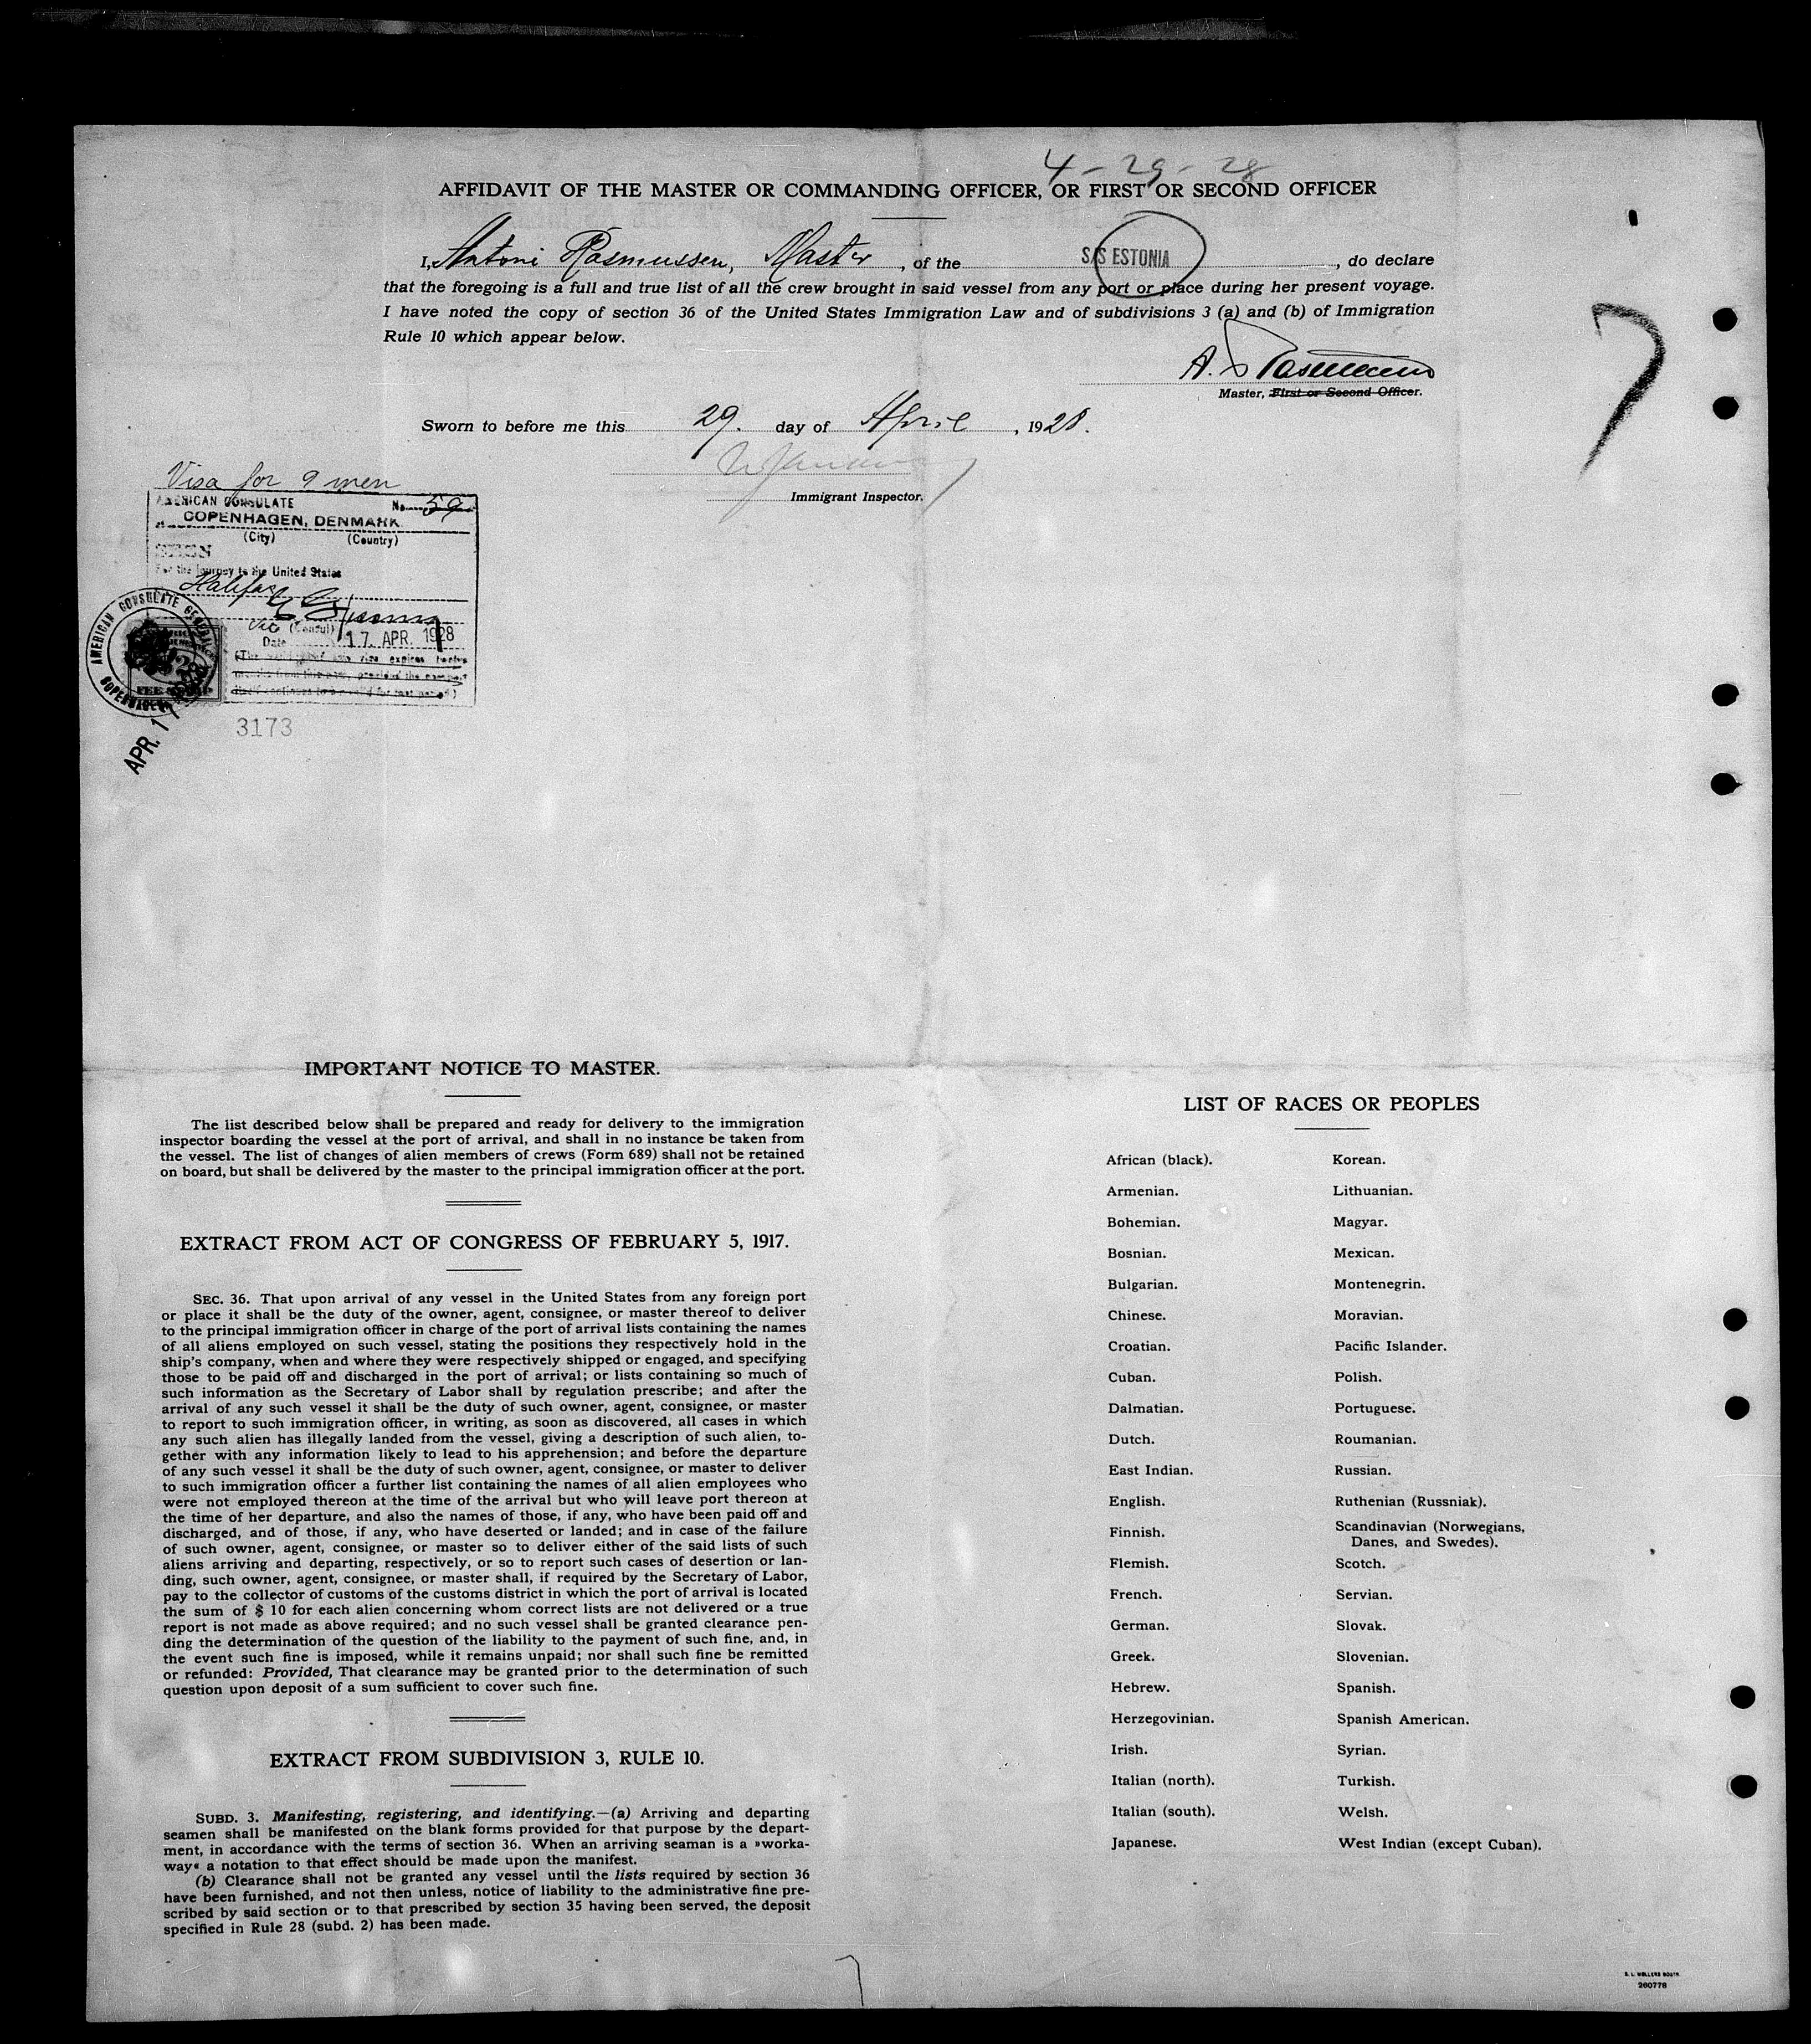 4-29-28
AFFIDAVIT OF THE MASTER OR COMMANDING OFFICER, OR FIRST OR SECOND OFFICER
I, Antoni Rasmussen, Master, of the S/S ESTONIA, do declare
that the foregoing is a full and true list of all the crew brought in said vessel from any port or place during her present voyage.
I have noted the copy of section 36 of the United States Immigration Law and of subdivisions 3 (a) and (b) of Immigration
Rule 10 which appear below.
A. Rasmussen
Master, First or Second Officer.
Sworn to before me this 29. day of April, 1928.
Immigrant Inspector.
Visa for 9 men
AMERICAN CONSULATE No. 59
COPENHAGEN, DENMARK
(City) (Country)
SEEN
For the journey to the United States
Halifax
Vice (Consul)
Date 17. APR. 1928
AMERICAN CONSULATE GENERAL
COPENHAGEN
APR. 17
3173
IMPORTANT NOTICE TO MASTER.
The list described below shall be prepared and ready for delivery to the immigration
inspector boarding the vessel at the port of arrival, and shall in no instance be taken from
the vessel. The list of changes of alien members of crews (Form 689) shall not be retained
on board, but shall be delivered by the master to the principal immigration officer at the port.
EXTRACT FROM ACT OF CONGRESS OF FEBRUARY 5, 1917.
SEC. 36. That upon arrival of any vessel in the United States from any foreign port
or place it shall be the duty of the owner, agent, consignee, or master thereof to deliver
to the principal immigration officer in charge of the port of arrival lists containing the names
of all aliens employed on such vessel, stating the positions they respectively hold in the
ship's company, when and where they were respectively shipped or engaged, and specifying
those to be paid off and discharged in the port of arrival; or lists containing so much of
such information as the Secretary of Labor shall by regulation prescribe; and after the
arrival of any such vessel it shall be the duty of such owner, agent, consignee, or master
to report to such immigration officer, in writing, as soon as discovered, all cases in which
any such alien has illegally landed from the vessel, giving a description of such alien, to-
gether with any information likely to lead to his apprehension; and before the departure
of any such vessel it shall be the duty of such owner, agent, consignee, or master to deliver
to such immigration officer a further list containing the names of all alien employees who
were not employed thereon at the time of the arrival but who will leave port thereon at
the time of her departure, and also the names of those, if any, who have been paid off and
discharged, and of those, if any, who have deserted or landed; and in case of the failure
of such owner, agent, consignee, or master so to deliver either of the said lists of such
aliens arriving and departing, respectively, or so to report such cases of desertion or lan-
ding, such owner, agent, consignee, or master shall, if required by the Secretary of Labor,
pay to the collector of customs of the customs district in which the port of arrival is located
the sum of $ 10 for each alien concerning whom correct lists are not delivered or a true
report is not made as above required; and no such vessel shall be granted clearance pen-
ding the determination of the question of the liability to the payment of such fine, and, in
the event such fine is imposed, while it remains unpaid; nor shall such fine be remitted
or refunded: Provided, That clearance may be granted prior to the determination of such
question upon deposit of a sum sufficient to cover such fine.
EXTRACT FROM SUBDIVISION 3, RULE 10.
SUBD. 3. Manifesting, registering, and identifying.—(a) Arriving and departing
seamen shall be manifested on the blank forms provided for that purpose by the depart-
ment, in accordance with the terms of section 36. When an arriving seaman is a »worka-
way« a notation to that effect should be made upon the manifest.
(b) Clearance shall not be granted any vessel until the lists required by section 36
have been furnished, and not then unless, notice of liability to the administrative fine pre-
scribed by said section or to that prescribed by section 35 having been served, the deposit
specified in Rule 28 (subd. 2) has been made.
LIST OF RACES OR PEOPLES
African (black). Korean.
Armenian. Lithuanian.
Bohemian. Magyar.
Bosnian. Mexican.
Bulgarian. Montenegrin.
Chinese. Moravian.
Croatian. Pacific Islander.
Cuban. Polish.
Dalmatian. Portuguese.
Dutch. Roumanian.
East Indian. Russian.
English. Ruthenian (Russniak).
Finnish. Scandinavian (Norwegians,
Danes, and Swedes).
Flemish. Scotch.
French. Servian.
German. Slovak.
Greek. Slovenian.
Hebrew. Spanish.
Herzegovinian. Spanish American.
Irish. Syrian.
Italian (north). Turkish.
Italian (south). Welsh.
Japanese. West Indian (except Cuban).
260778